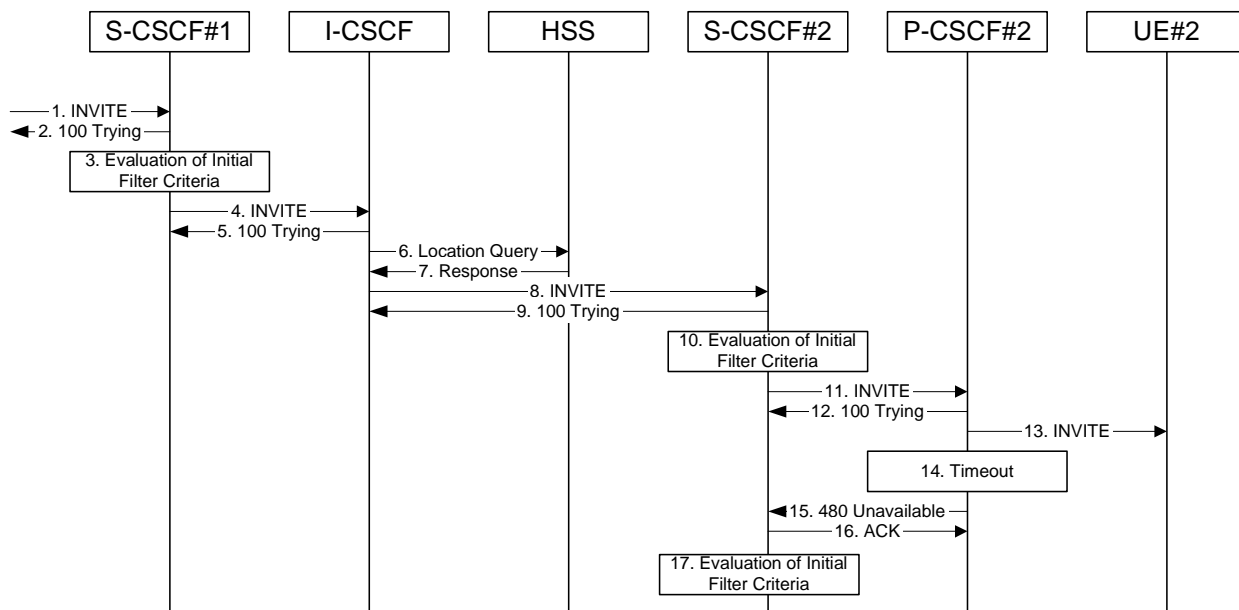 S-CSCF#1
I-CSCF
HSS
S-CSCF#2
P-CSCF#2
UE#2
1. INVITE
2. 100 Trying
3. Evaluation of Initial
Filter Criteria
4. INVITE
5. 100 Trying
6. Location Query
7. Response
8. INVITE
9. 100 Trying
10. Evaluation of Initial
Filter Criteria
11. INVITE
12. 100 Trying
13. INVITE
14. Timeout
15. 480 Unavailable
16. ACK
17. Evaluation of Initial
Filter Criteria